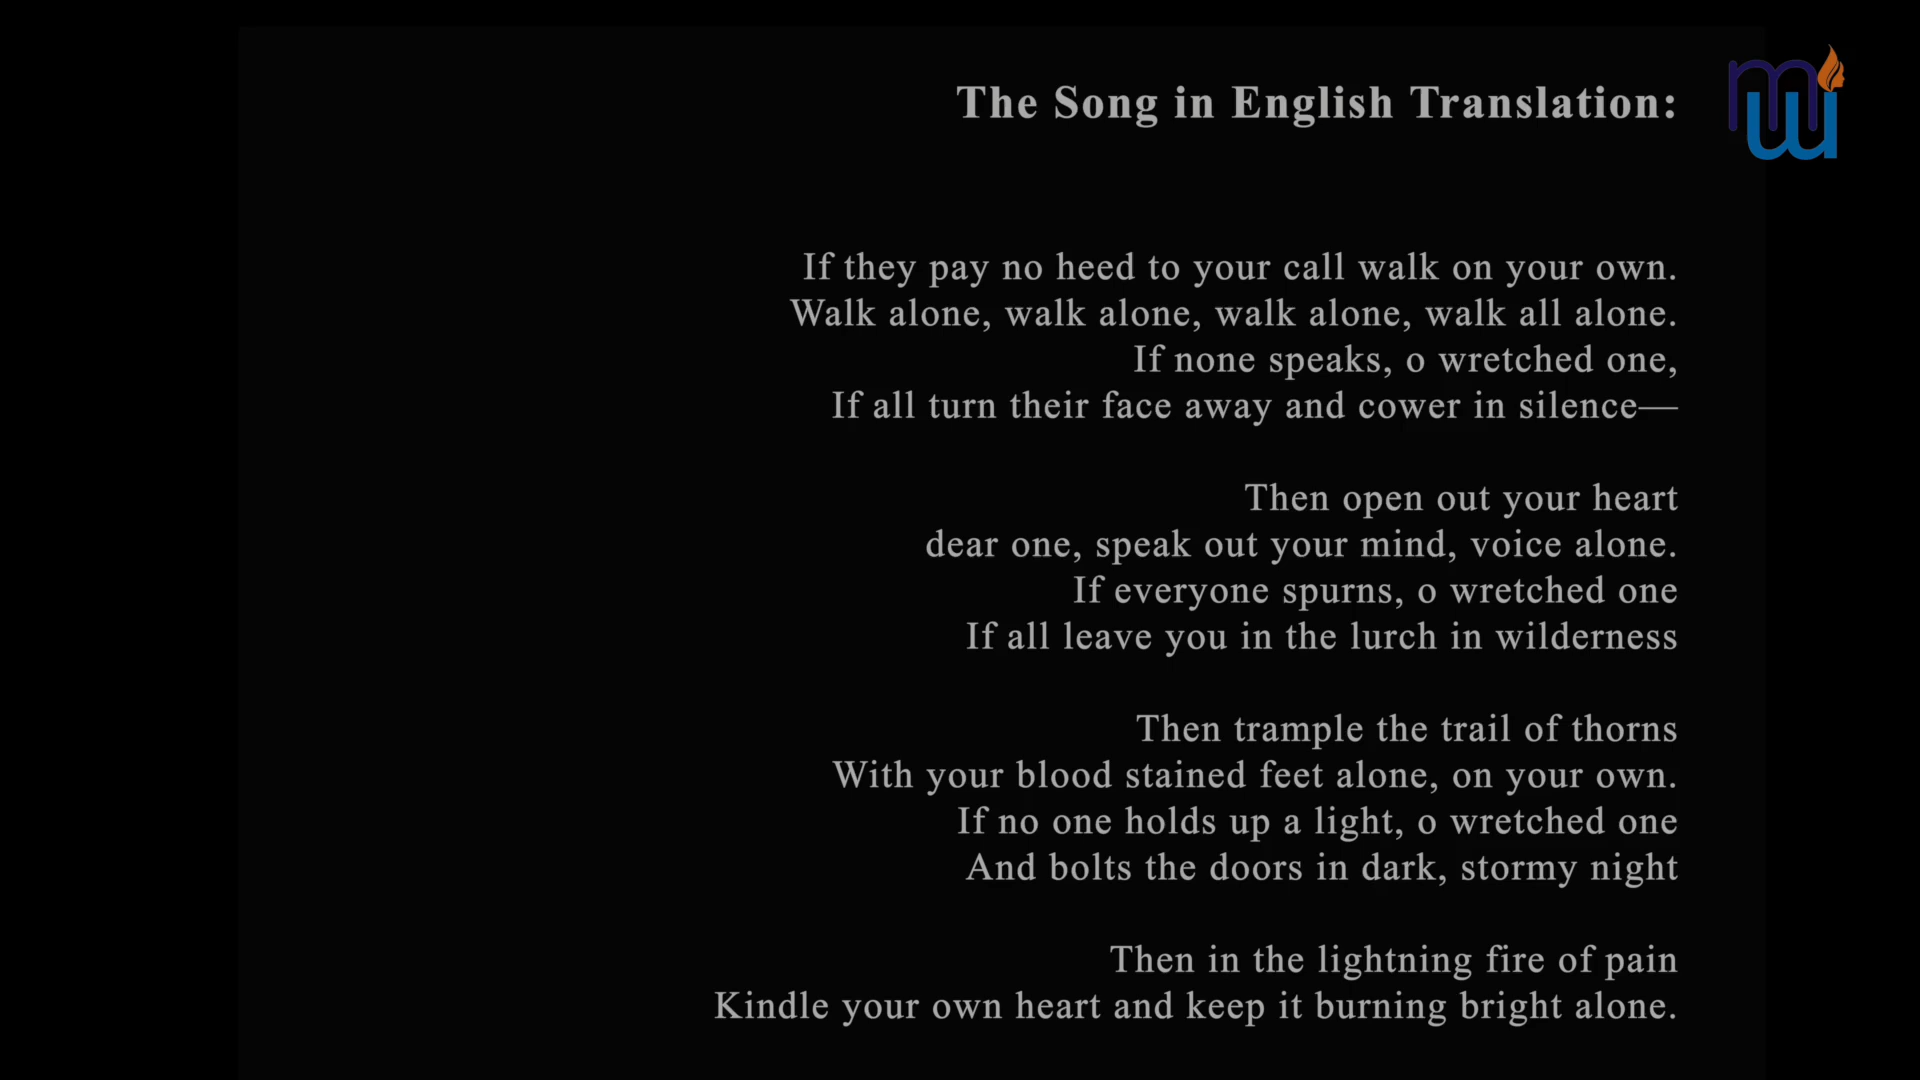 The Song in English Translation:
If they pay no heed to your call walk on your own.
Walk alone, walk alone, walk alone, walk all alone.
If none speaks, o wretched one,
If all turn their face away and cower in silence—
Then open out your heart
dear one, speak out your mind, voice alone.
If everyone spurns, o wretched one
If all leave you in the lurch in wilderness
Then trample the trail of thorns
With your blood stained feet alone, on your own.
If no one holds up a light, o wretched one
And bolts the doors in dark, stormy night
Then in the lightning fire of pain
Kindle your own heart and keep it burning bright alone.